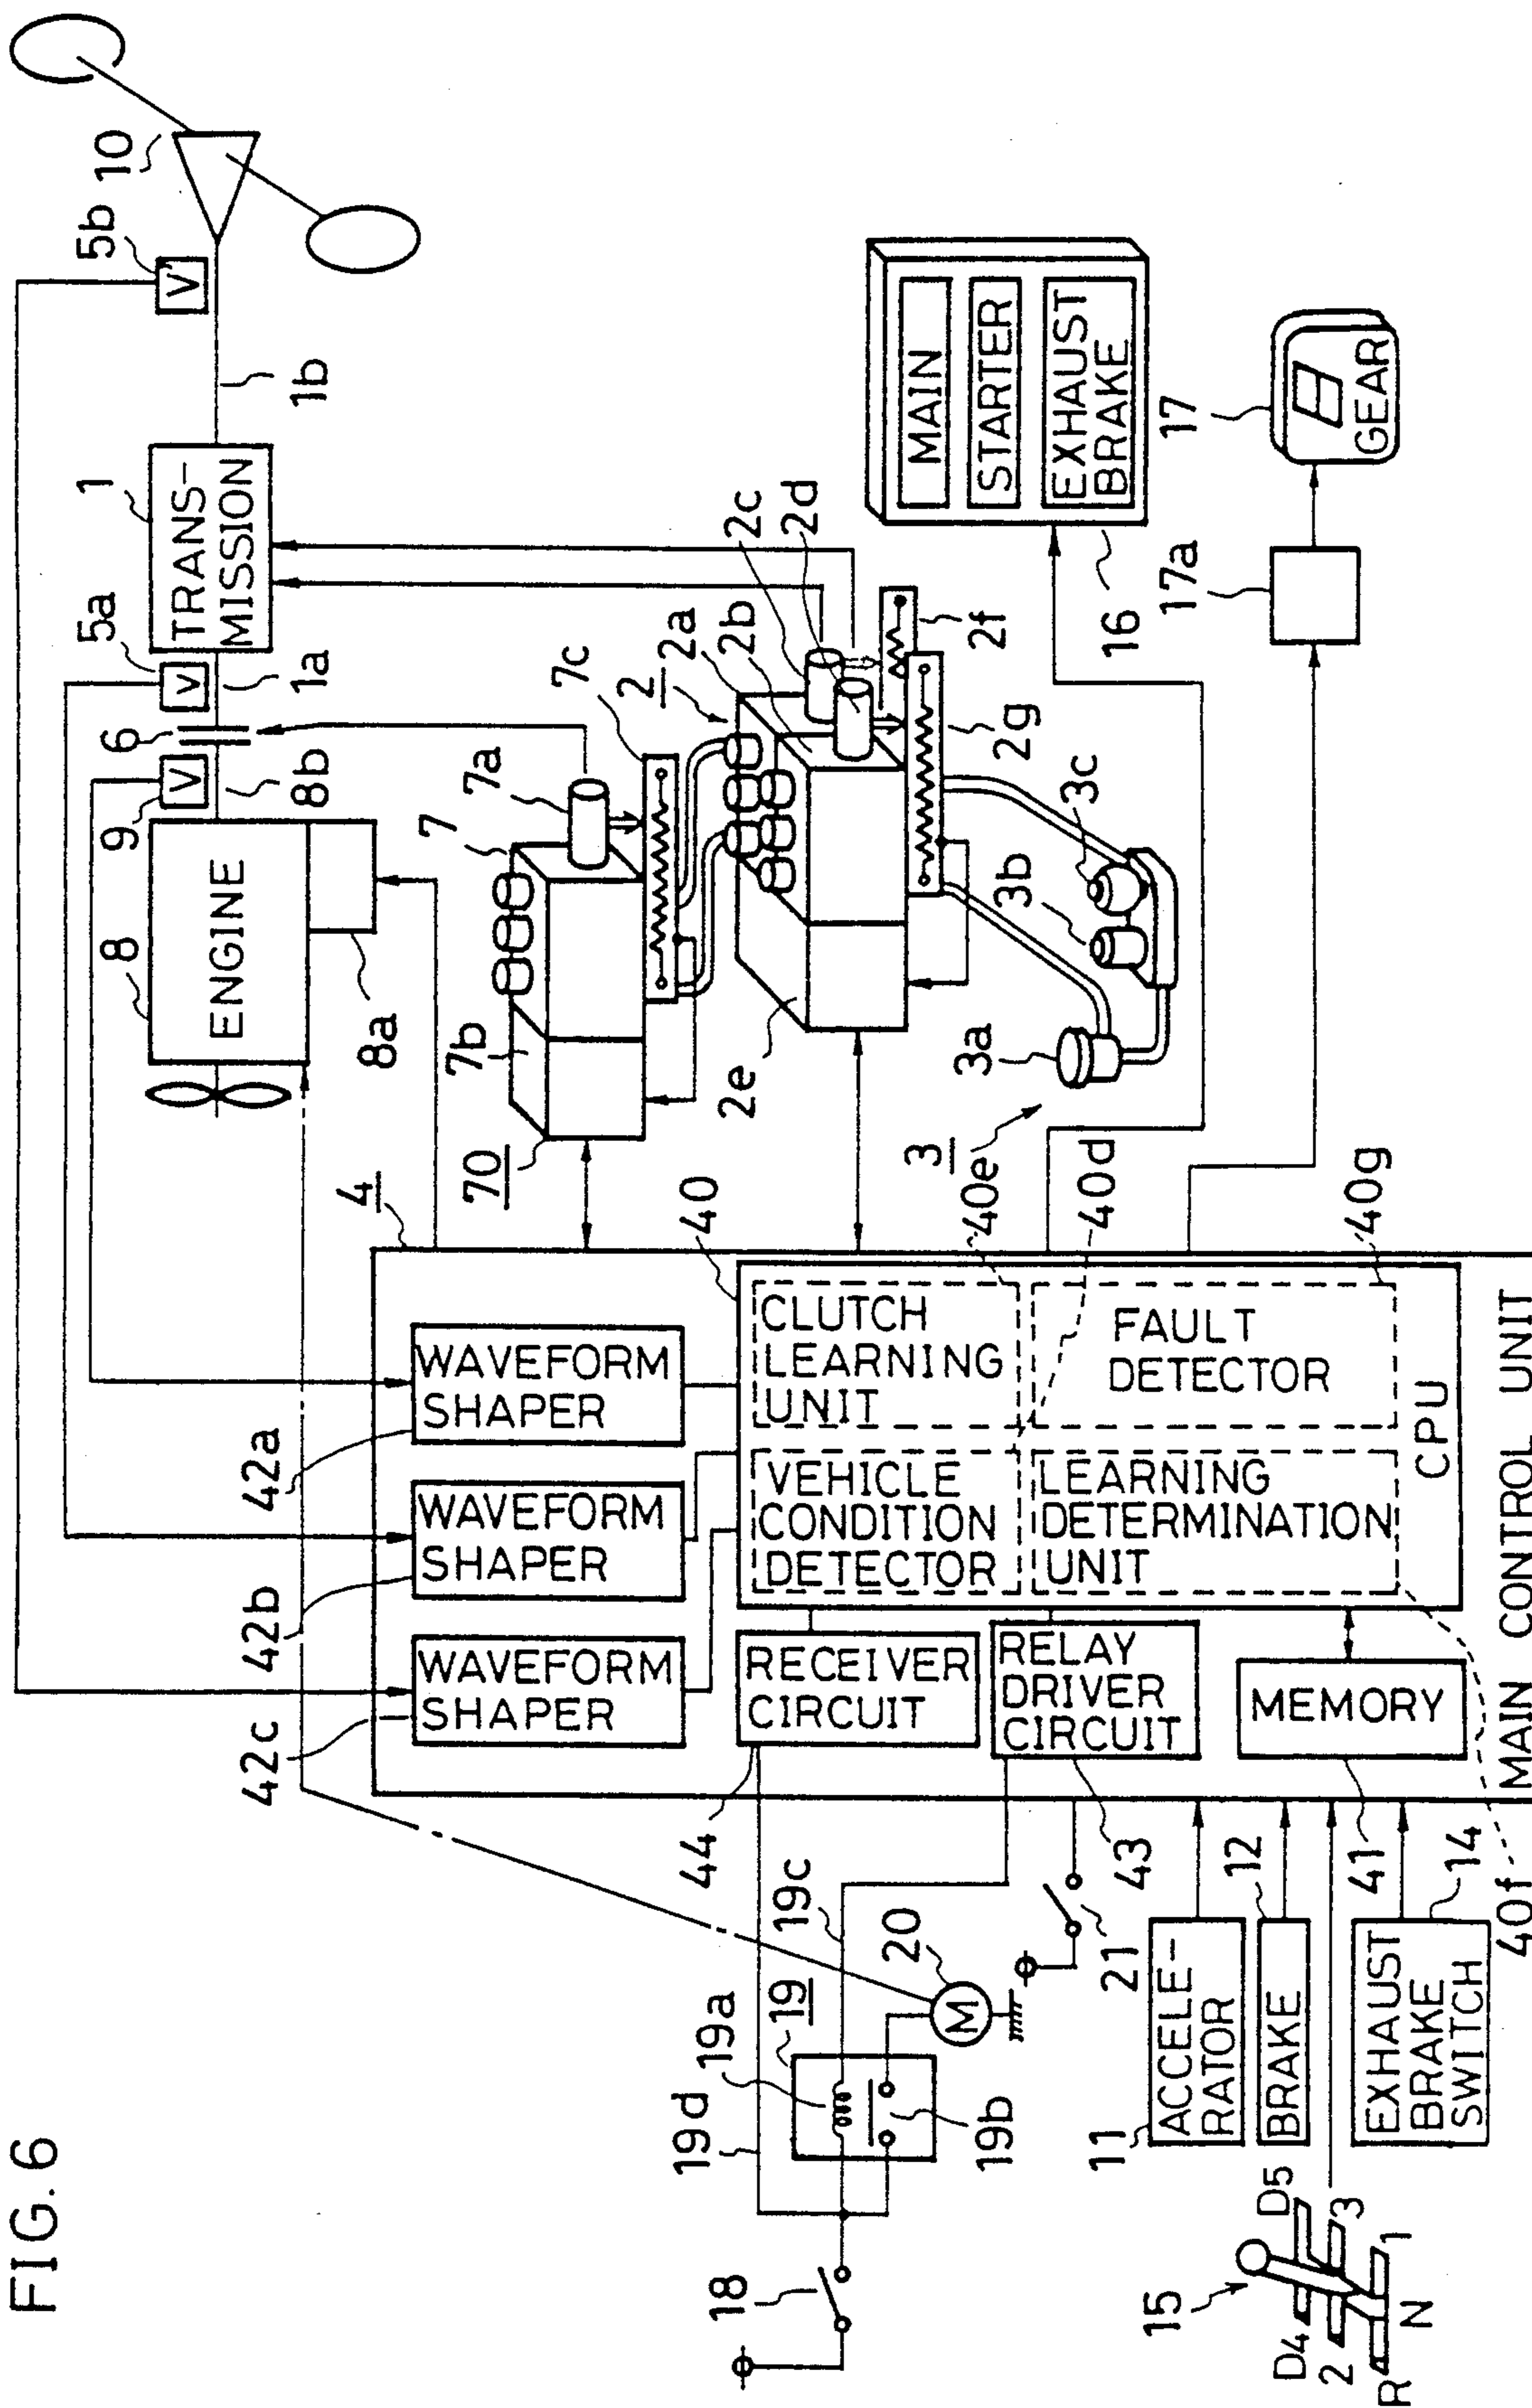 FIG. 6
10
5b
V
1b
1
TRANS-
MISSION
5a
V
1a
6
9
V
8b
8
ENGINE
8a
7
7a
7b
7c
70
2
2a
2b
2c
2d
2e
2f
2g
3
3a
3b
3c
MAIN
STARTER
EXHAUST
BRAKE
16
17
GEAR
17a
4
40
40e
40d
40g
WAVEFORM
SHAPER
42a
WAVEFORM
SHAPER
42b
WAVEFORM
SHAPER
42c
CLUTCH
LEARNING
UNIT
FAULT
DETECTOR
VEHICLE
CONDITION
DETECTOR
LEARNING
DETERMINATION
UNIT
CPU
RECEIVER
CIRCUIT
RELAY
DRIVER
CIRCUIT
MEMORY
MAIN CONTROL UNIT
44
43
41
40f
18
19
19a
19b
19c
19d
20
M
21
11
ACCELE-
RATOR
12
BRAKE
14
EXHAUST
BRAKE
SWITCH
15
D5
3
1
D4
2
R
N